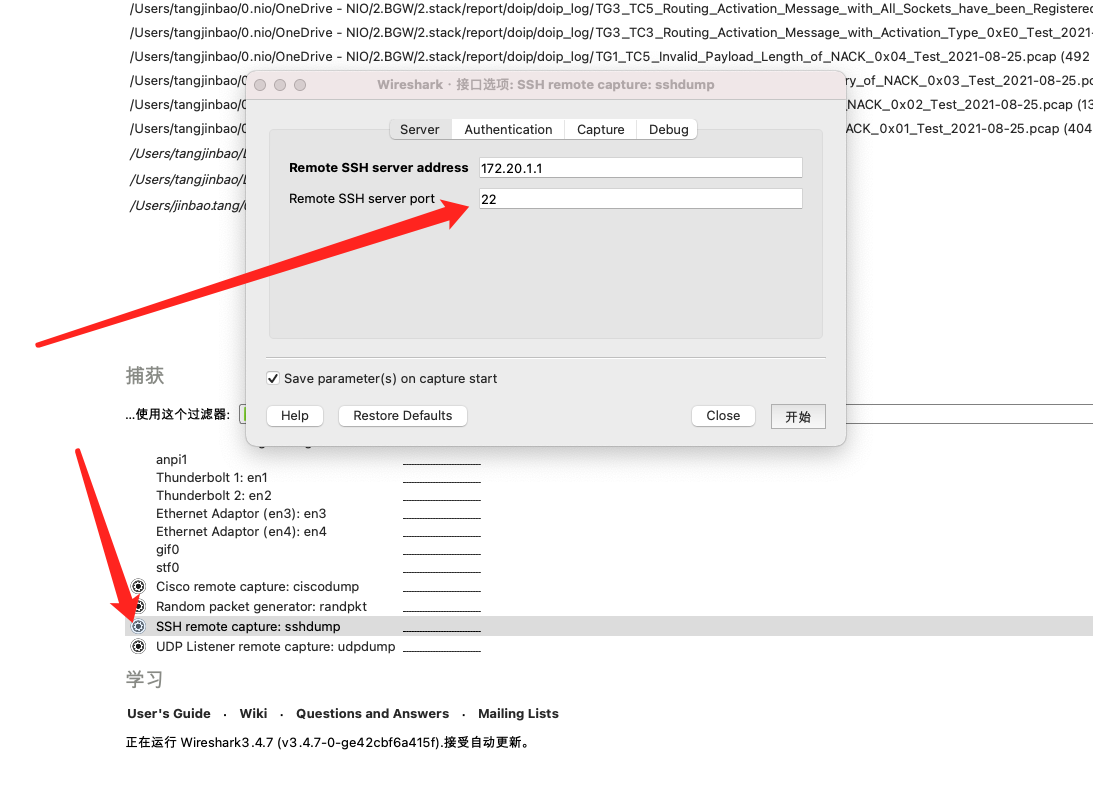 /Users/tangjinbao/0.nio/OneDrive - NIO/2.BGW/2.stack/report/doip/doip_log/TG3_TC5_Routing_Activation_Message_with_All_Sockets_have_been_Registered
/Users/tangjinbao/0.nio/OneDrive - NIO/2.BGW/2.stack/report/doip/doip_log/TG3_TC3_Routing_Activation_Message_with_Activation_Type_0xE0_Test_2021-
/Users/tangjinbao/0.nio/OneDrive - NIO/2.BGW/2.stack/report/doip/doip_log/TG1_TC5_Invalid_Payload_Length_of_NACK_0x04_Test_2021-08-25.pcap (492
/Users/tangjinbao/0 ry_of_NACK_0x03_Test_2021-08-25.pc
/Users/tangjinbao/0 NACK_0x02_Test_2021-08-25.pcap (13
/Users/tangjinbao/0 ACK_0x01_Test_2021-08-25.pcap (404
/Users/tangjinbao/
/Users/tangjinbao/
/Users/jinbao.tang/
Wireshark · 接口选项: SSH remote capture: sshdump
Server Authentication Capture Debug
Remote SSH server address 172.20.1.1
Remote SSH server port 22
Save parameter(s) on capture start
Help Restore Defaults Close 开始
捕获
…使用这个过滤器:
anpi1
Thunderbolt 1: en1
Thunderbolt 2: en2
Ethernet Adaptor (en3): en3
Ethernet Adaptor (en4): en4
gif0
stf0
Cisco remote capture: ciscodump
Random packet generator: randpkt
SSH remote capture: sshdump
UDP Listener remote capture: udpdump
学习
User's Guide · Wiki · Questions and Answers · Mailing Lists
正在运行 Wireshark3.4.7 (v3.4.7-0-ge42cbf6a415f).接受自动更新。